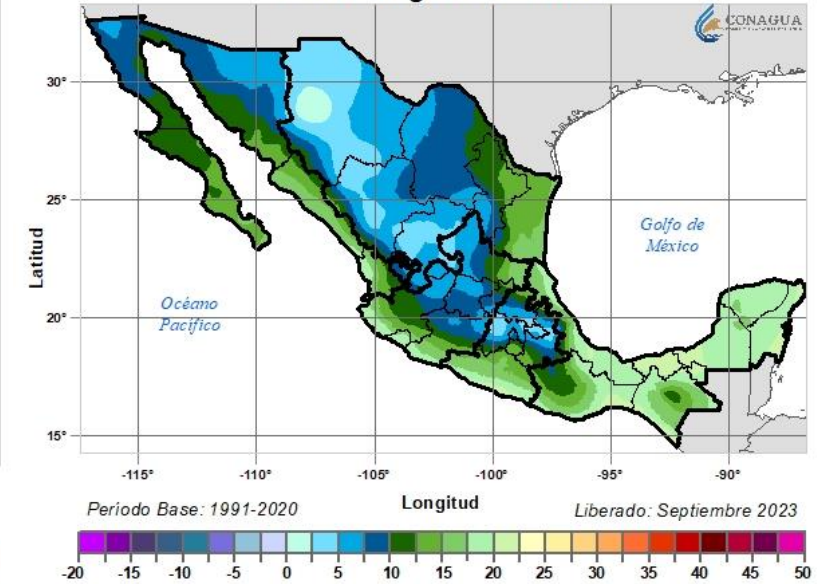 CONAGUA
30°
25°
20°
15°
Latitud
Golfo de
México
Océano
Pacífico
-115° -110° -105° -100° -95° -90°
Longitud
Periodo Base: 1991-2020
Liberado: Septiembre 2023
-20 -15 -10 -5 0 5 10 15 20 25 30 35 40 45 50